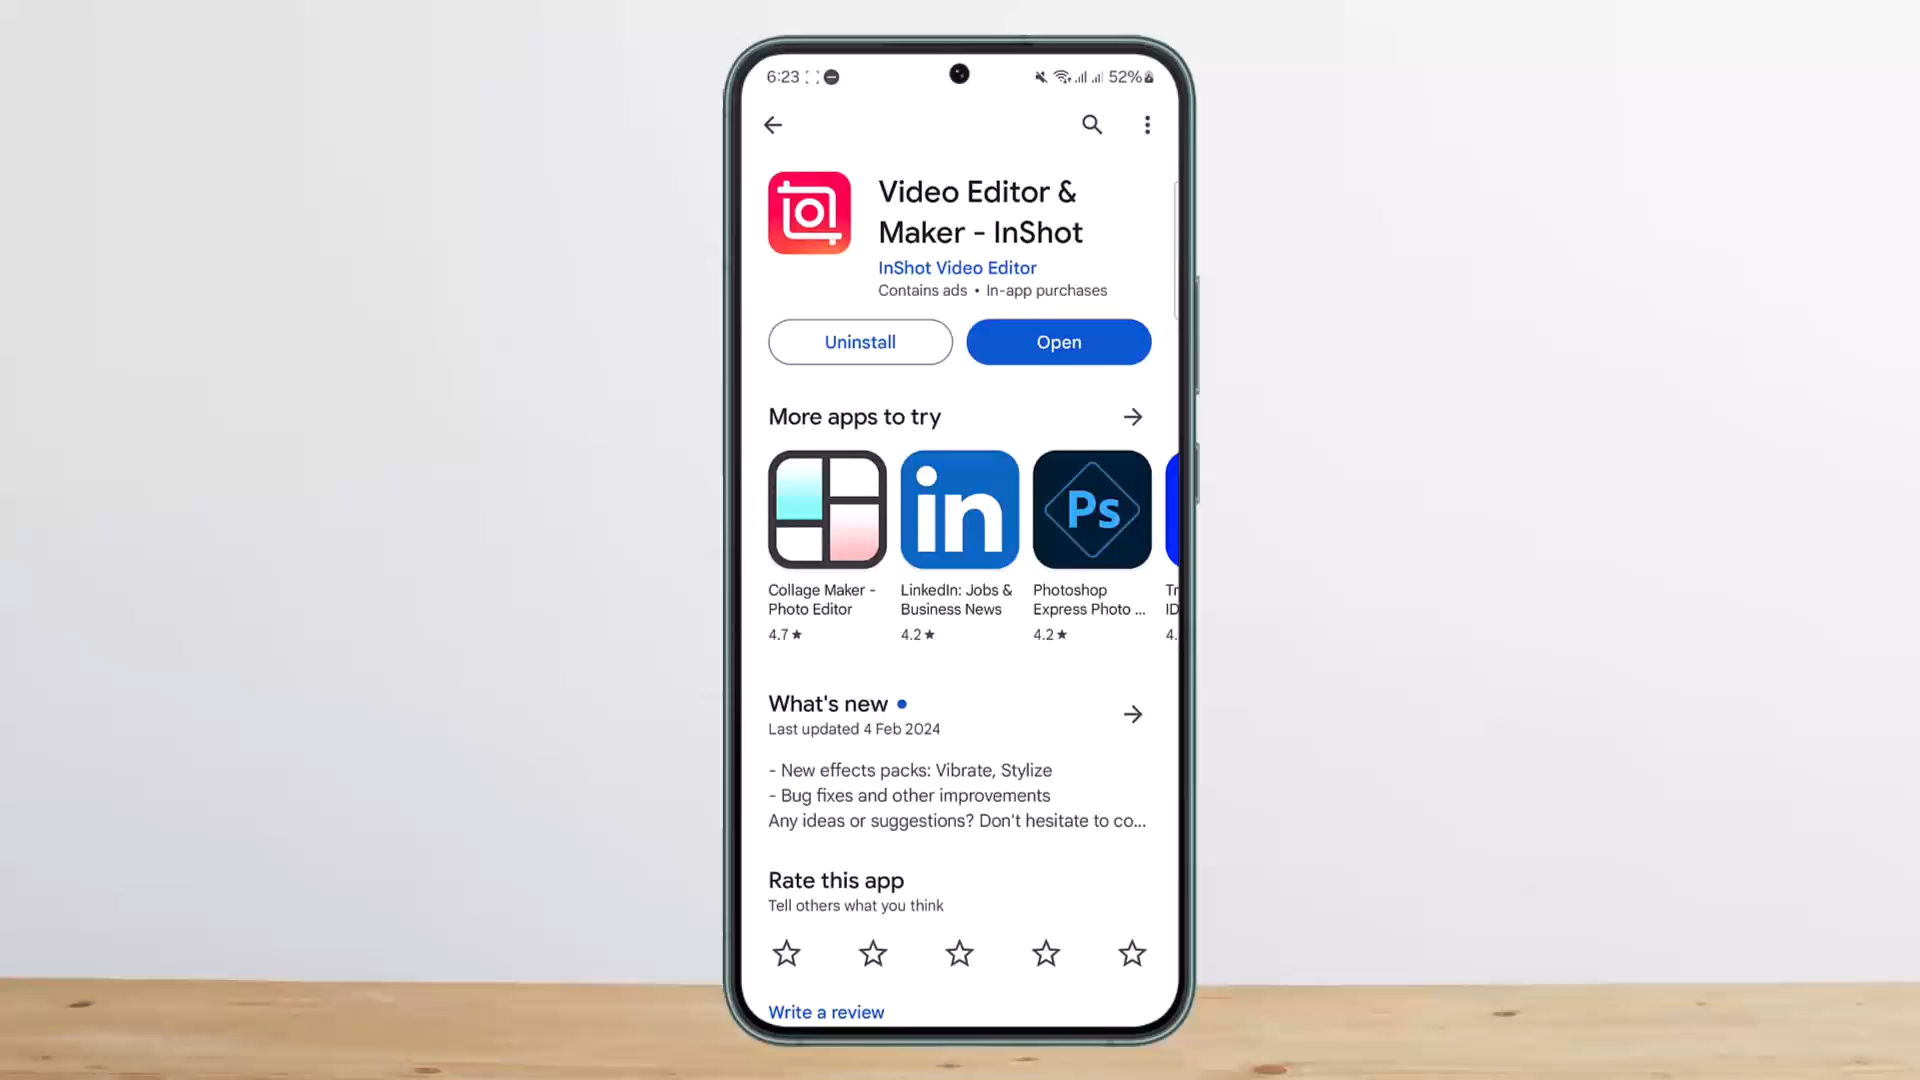 6:23 52%
Video Editor &
Maker - InShot
InShot Video Editor
Contains ads • In-app purchases
Uninstall Open
More apps to try
in Ps
Collage Maker - LinkedIn: Jobs & Photoshop Tr
Photo Editor Business News Express Photo ... ID
4.7★ 4.2★ 4.2★ 4.
What's new
Last updated 4 Feb 2024
- New effects packs: Vibrate, Stylize
- Bug fixes and other improvements
Any ideas or suggestions? Don't hesitate to co...
Rate this app
Tell others what you think
Write a review